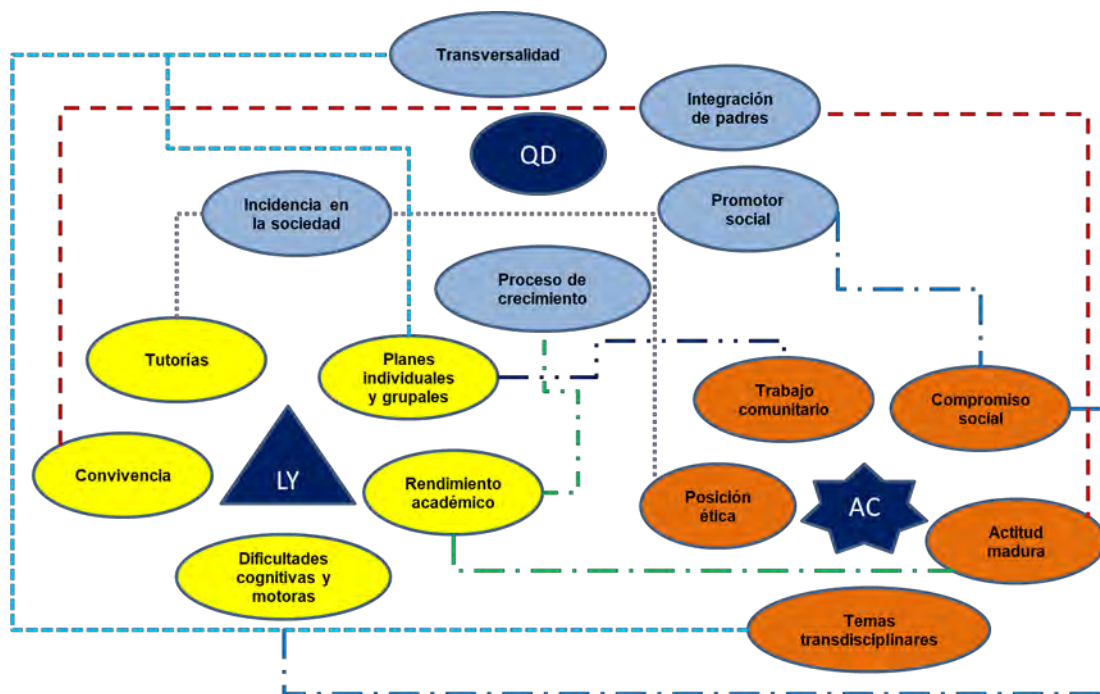 Transversalidad
Integración
de padres
QD
Incidencia en
la sociedad
Promotor
social
Proceso de
crecimiento
Tutorías
Planes
individuales
y grupales
Trabajo
comunitario
Compromiso
social
Convivencia
LY
Rendimiento
académico
Posición
ética
AC
Actitud
madura
Dificultades
cognitivas y
motoras
Temas
transdisciplinares